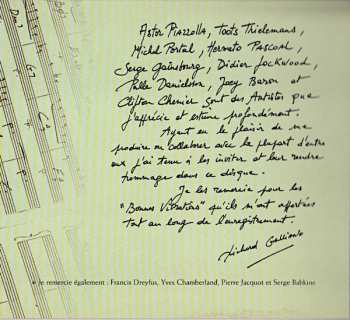 Astor Piazzolla, Toots Thielemans,
Michel Portal, Hermeto Pascoal,
Serge Gainsbourg, Didier Lockwood,
Palle Danielson, Joey Baron et
Clifton Chenier sont des Artistes que
j'apprécie et estime profondément.
Ayant eu le plaisir de me
produire ou collaborer avec la plupart d'entre
eux j'ai tenu à les inviter et leur rendre
hommage dans ce disque.
Je les remercie pour les
"Bonnes Vibrations" qu'ils m'ont apportées
tout au long de l'enregistrement.
Richard Galliano
Je remercie également : Francis Dreyfus, Yves Chamberland, Pierre Jacquot et Serge Babkine